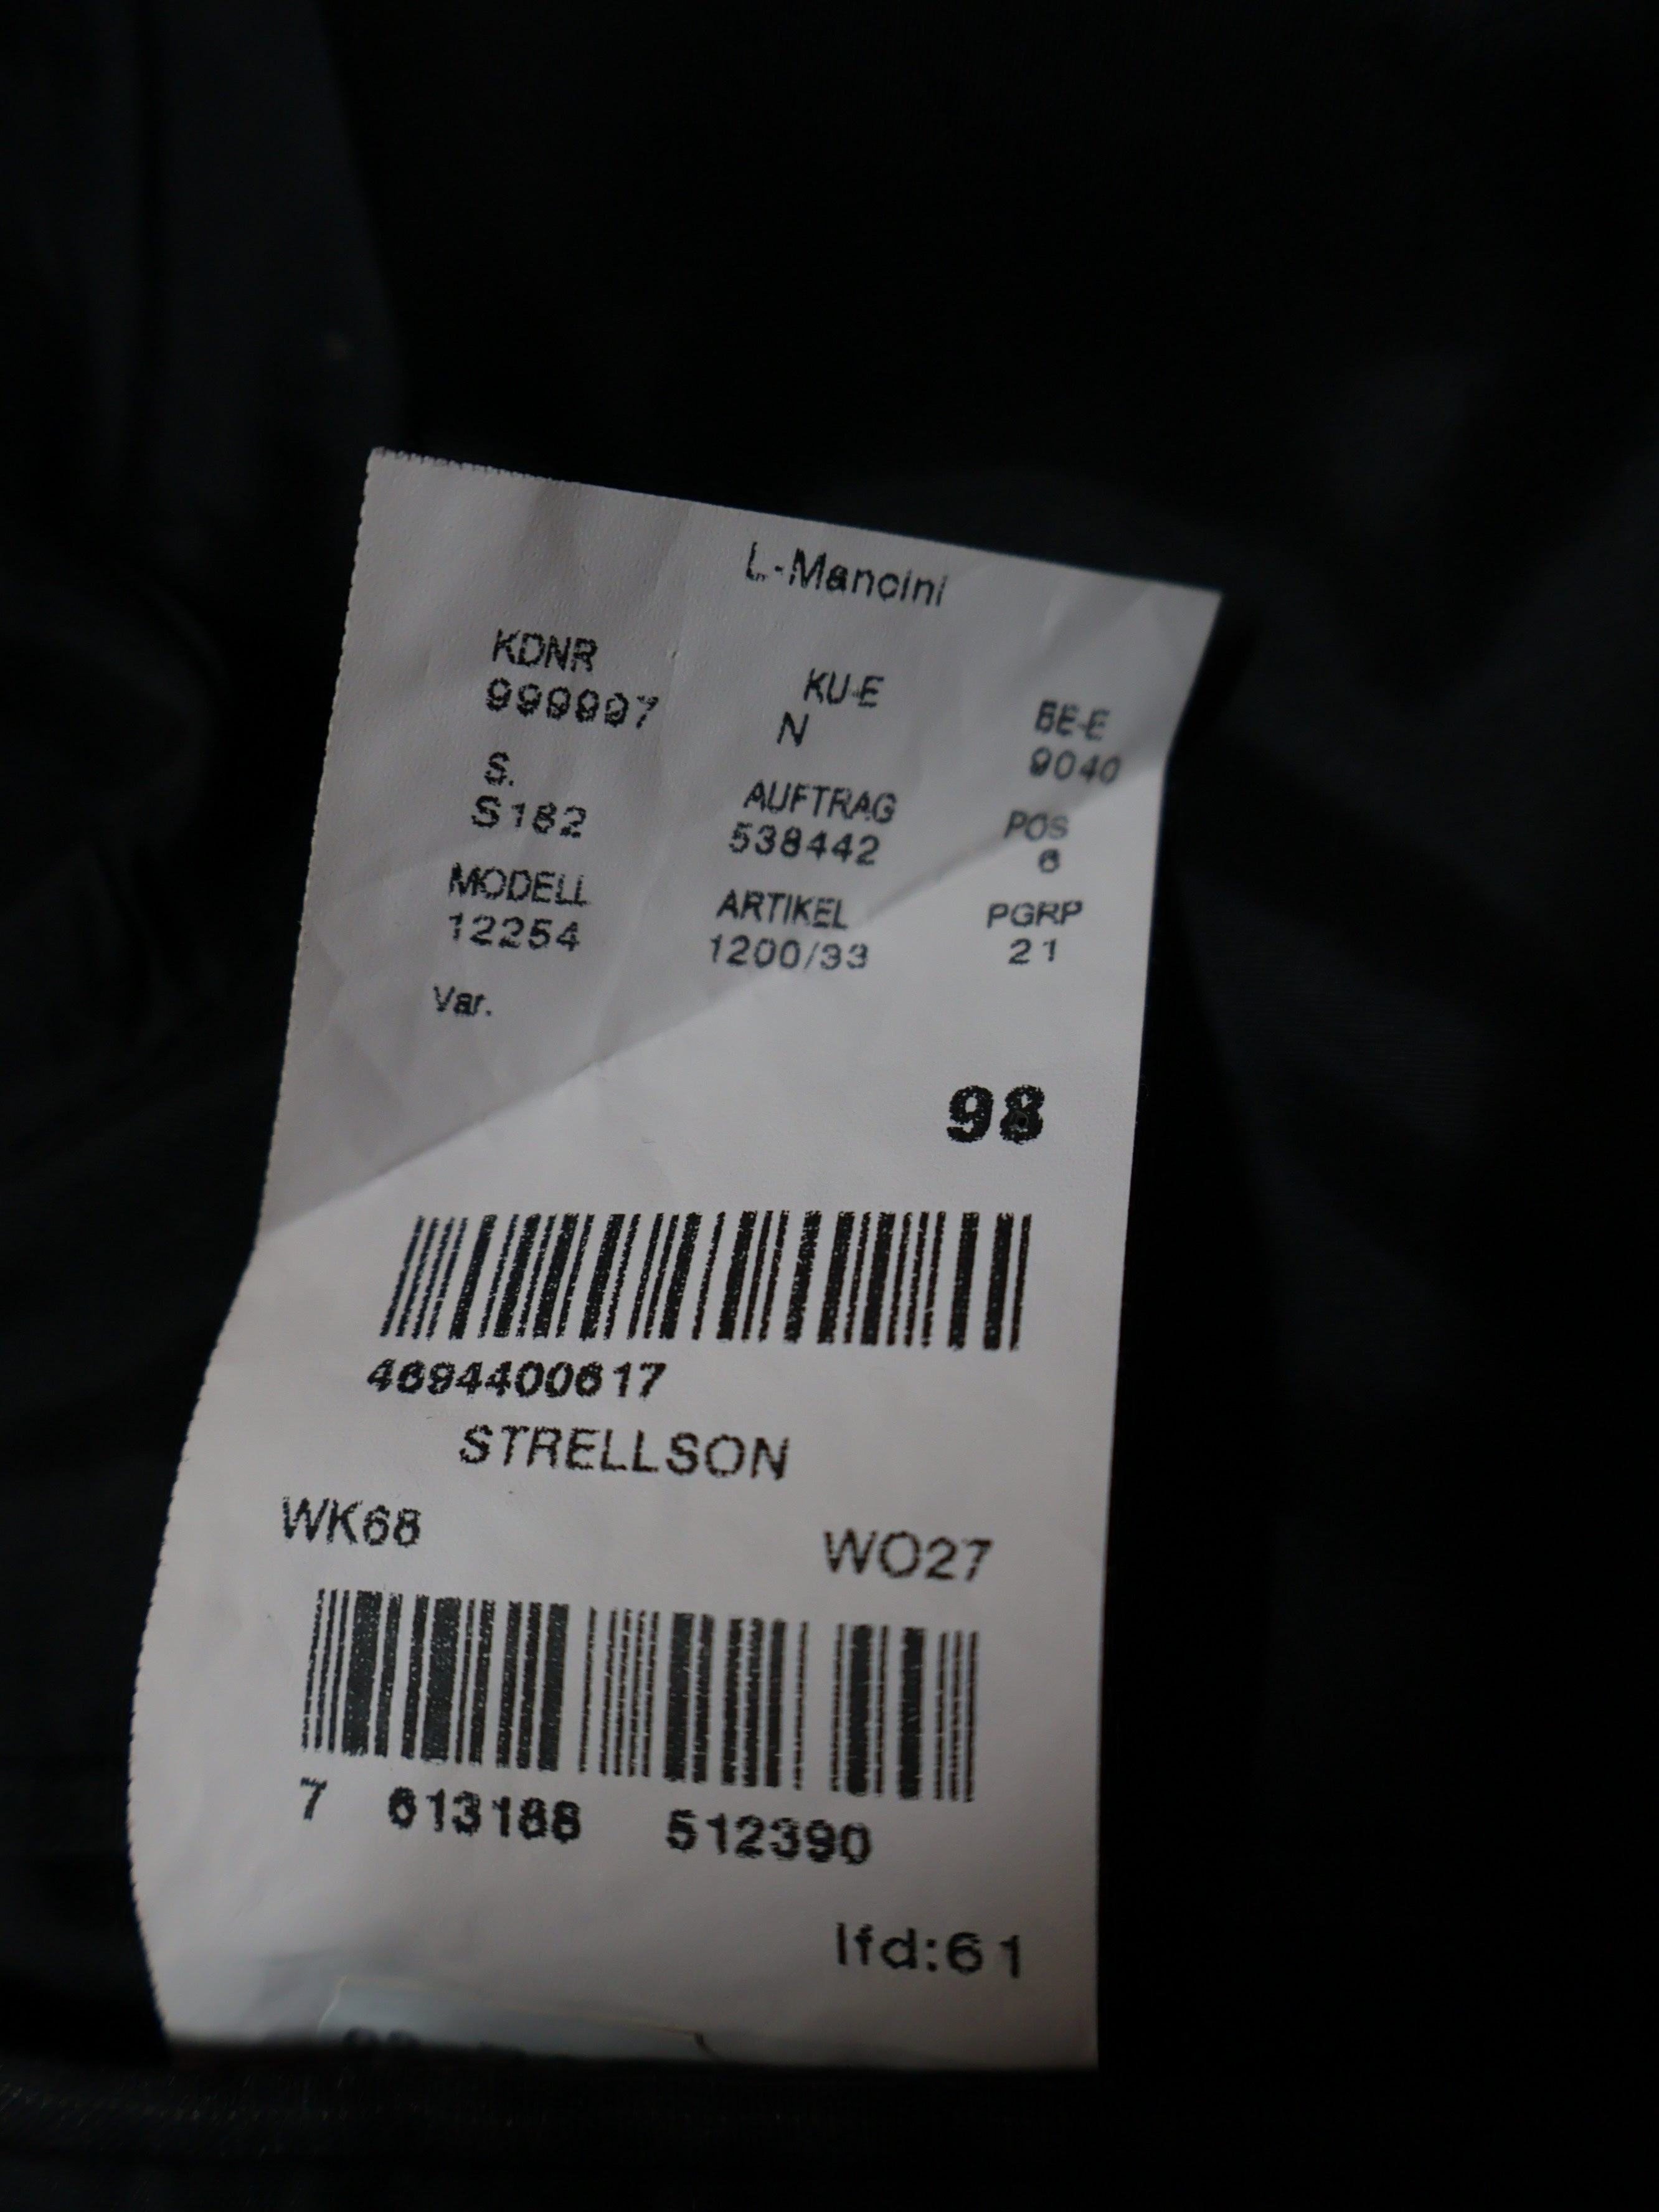 L-Mancini
KDNR KU-E BE-E
999997 N 9040
S. AUFTRAG POS
S182 538442 6
MODELL ARTIKEL PGRP
12254 1200/33 21
Var.
98
4694400617
STRELLSON
WK68 WO27
7 613188 512390
lfd:61